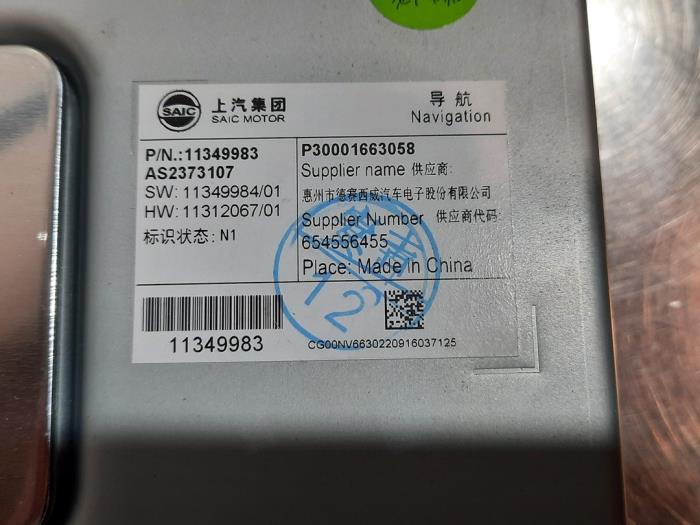 SAIC
上汽集团
SAIC MOTOR
导航
Navigation
P/N.:11349983
AS2373107
SW: 11349984/01
HW: 11312067/01
标识状态: N1
P30001663058
Supplier name 供应商:
惠州市德赛西威汽车电子股份有限公司
Supplier Number 供应商代码:
654556455
Place: Made in China
11349983
CG00NV6630220916037125